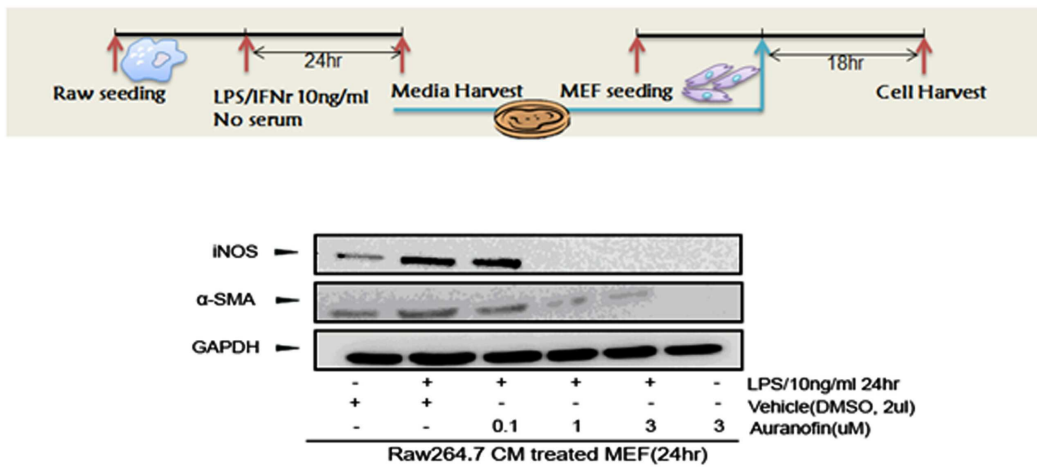 24hr
18hr
Raw seeding
LPS/IFNr 10ng/ml
No serum
Media Harvest
MEF seeding
Cell Harvest
iNOS
α-SMA
GAPDH
- + + + + - LPS/10ng/ml 24hr
+ + - - - - Vehicle(DMSO, 2ul)
- - 0.1 1 3 3 Auranofin(uM)
Raw264.7 CM treated MEF(24hr)